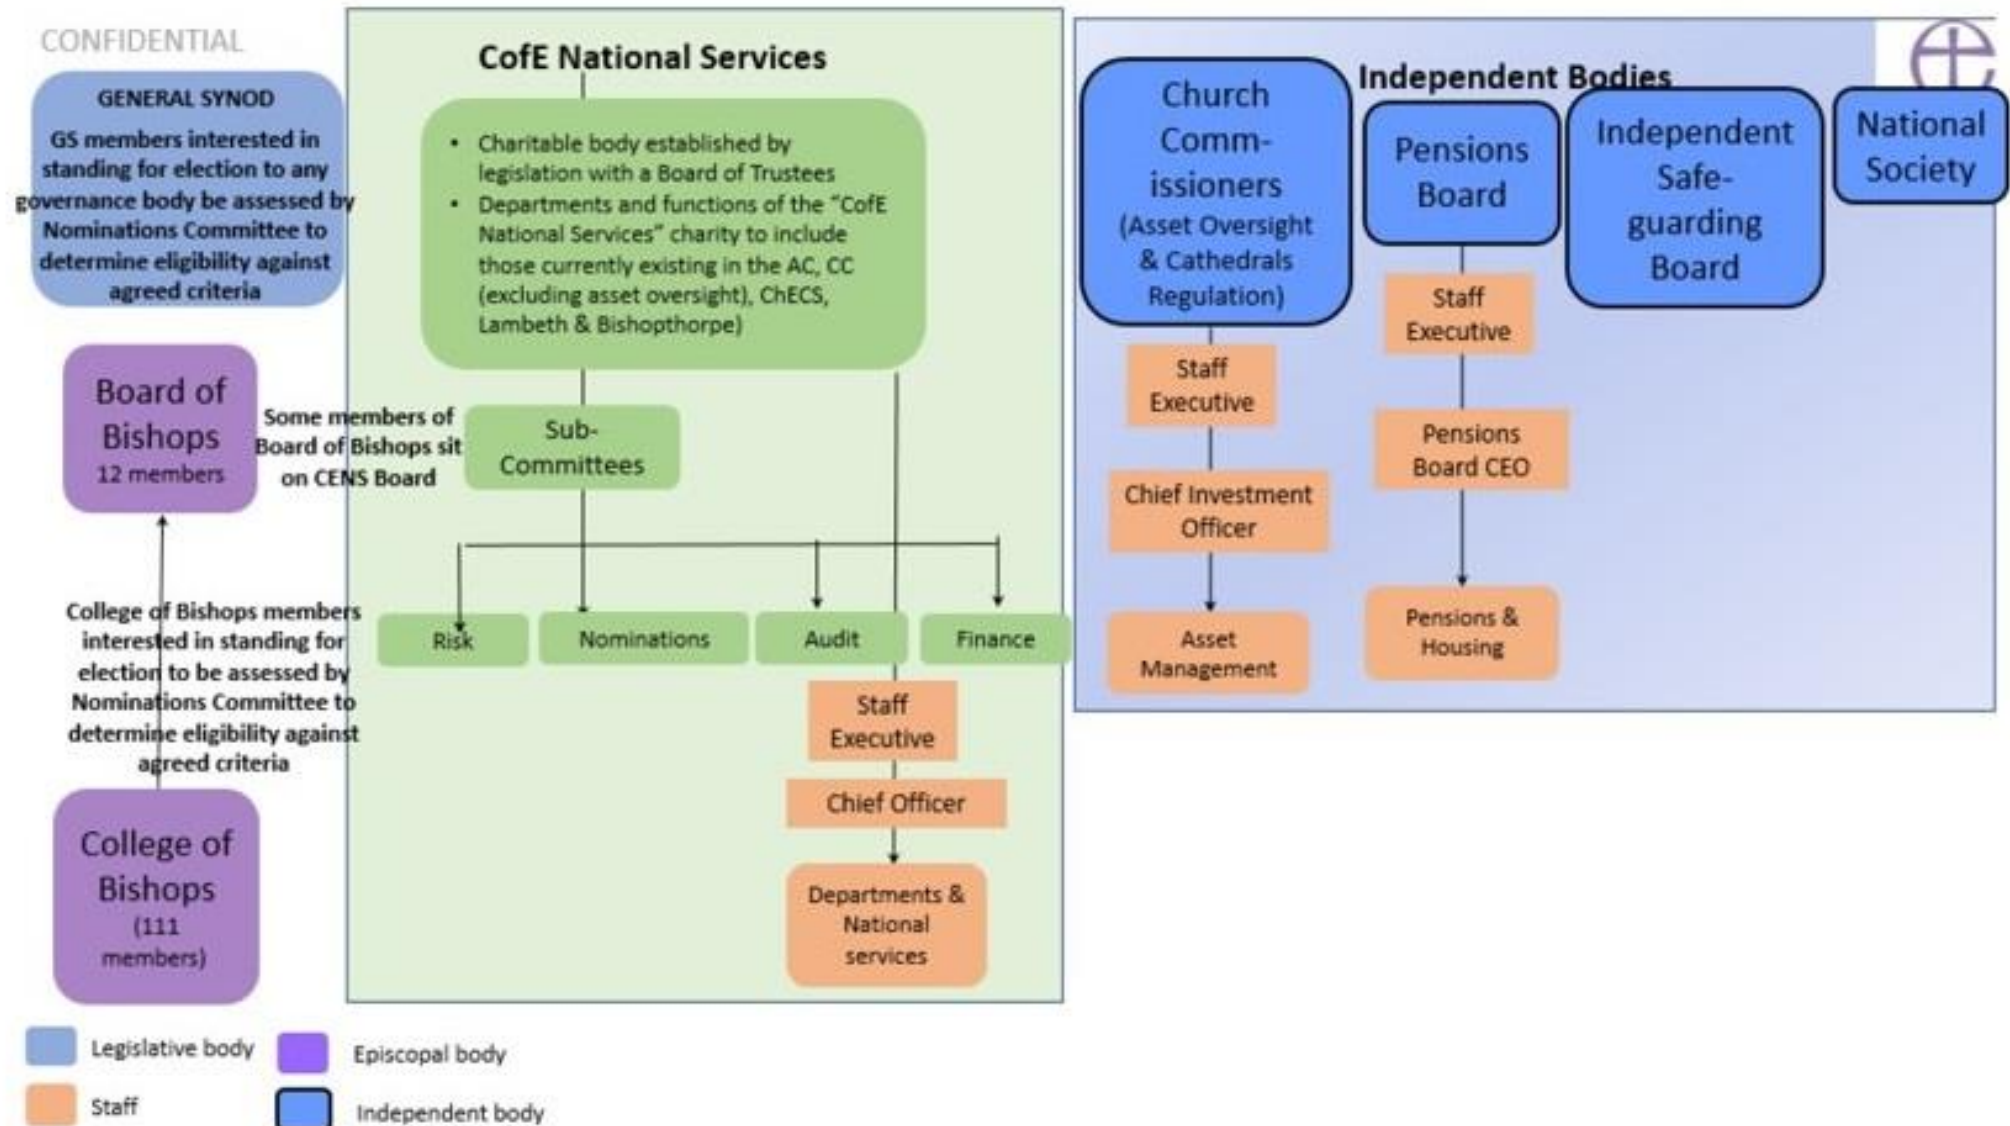 CONFIDENTIAL
GENERAL SYNOD
GS members interested in
standing for election to any
governance body be assessed by
Nominations Committee to
determine eligibility against
agreed criteria
Board of
Bishops
12 members
Some members of
Board of Bishops sit
on CENS Board
College of Bishops members
interested in standing for
election to be assessed by
Nominations Committee to
determine eligibility against
agreed criteria
College of
Bishops
(111
members)
CofE National Services
• Charitable body established by
legislation with a Board of Trustees
• Departments and functions of the “CofE
National Services” charity to include
those currently existing in the AC, CC
(excluding asset oversight), ChECS,
Lambeth & Bishopthorpe)
Sub-
Committees
Risk
Nominations
Audit
Finance
Staff
Executive
Chief Officer
Departments &
National
services
Independent Bodies
Church
Comm-
issioners
(Asset Oversight
& Cathedrals
Regulation)
Staff
Executive
Chief Investment
Officer
Asset
Management
Pensions
Board
Staff
Executive
Pensions
Board CEO
Pensions &
Housing
Independent
Safe-
guarding
Board
National
Society
Legislative body
Episcopal body
Staff
Independent body